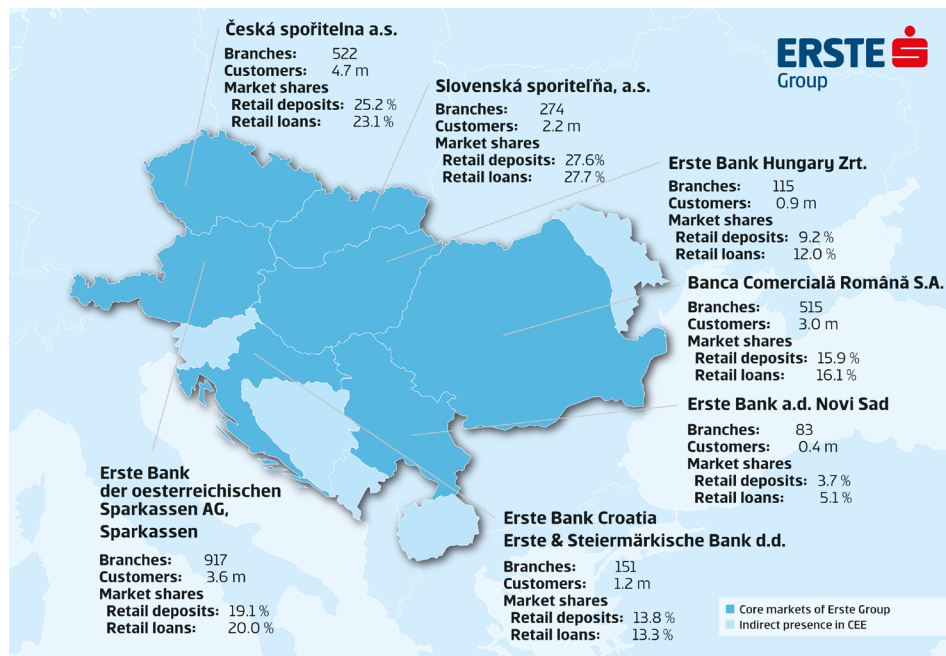 Česká spořitelna a.s.
Branches: 522
Customers: 4.7 m
Market shares
Retail deposits: 25.2 %
Retail loans: 23.1 %
ERSTE
Group
Slovenská sporiteľňa, a.s.
Branches: 274
Customers: 2.2 m
Market shares
Retail deposits: 27.6%
Retail loans: 27.7 %
Erste Bank Hungary Zrt.
Branches: 115
Customers: 0.9 m
Market shares
Retail deposits: 9.2 %
Retail loans: 12.0 %
Banca Comercială Română S.A.
Branches: 515
Customers: 3.0 m
Market shares
Retail deposits: 15.9 %
Retail loans: 16.1 %
Erste Bank a.d. Novi Sad
Branches: 83
Customers: 0.4 m
Market shares
Retail deposits: 3.7 %
Retail loans: 5.1 %
Erste Bank
der oesterreichischen
Sparkassen AG,
Sparkassen
Branches: 917
Customers: 3.6 m
Market shares
Retail deposits: 19.1 %
Retail loans: 20.0 %
Erste Bank Croatia
Erste & Steiermärkische Bank d.d.
Branches: 151
Customers: 1.2 m
Market shares
Retail deposits: 13.8 %
Retail loans: 13.3 %
Core markets of Erste Group
Indirect presence in CEE